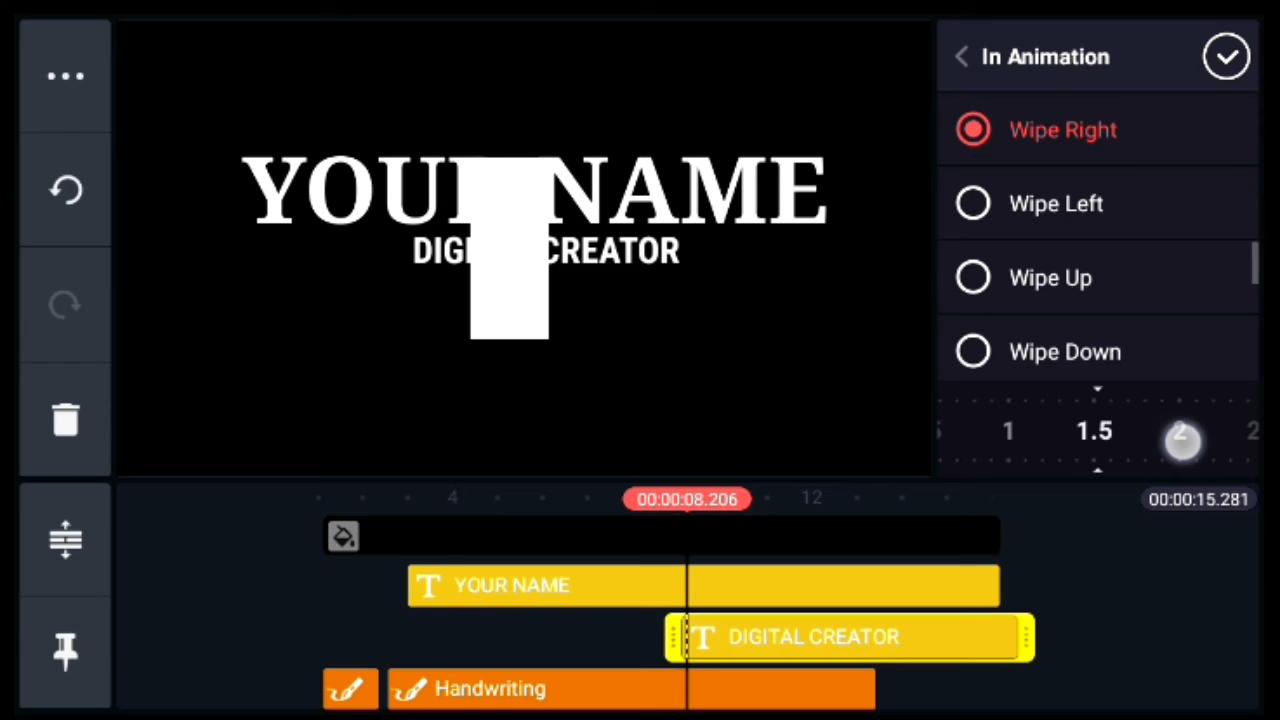 In Animation
YOUR NAME
DIGI CREATOR
Wipe Right
Wipe Left
Wipe Up
Wipe Down
1 1.5 2 2
4 00:00:08.206 12 00:00:15.281
T YOUR NAME
T DIGITAL CREATOR
Handwriting